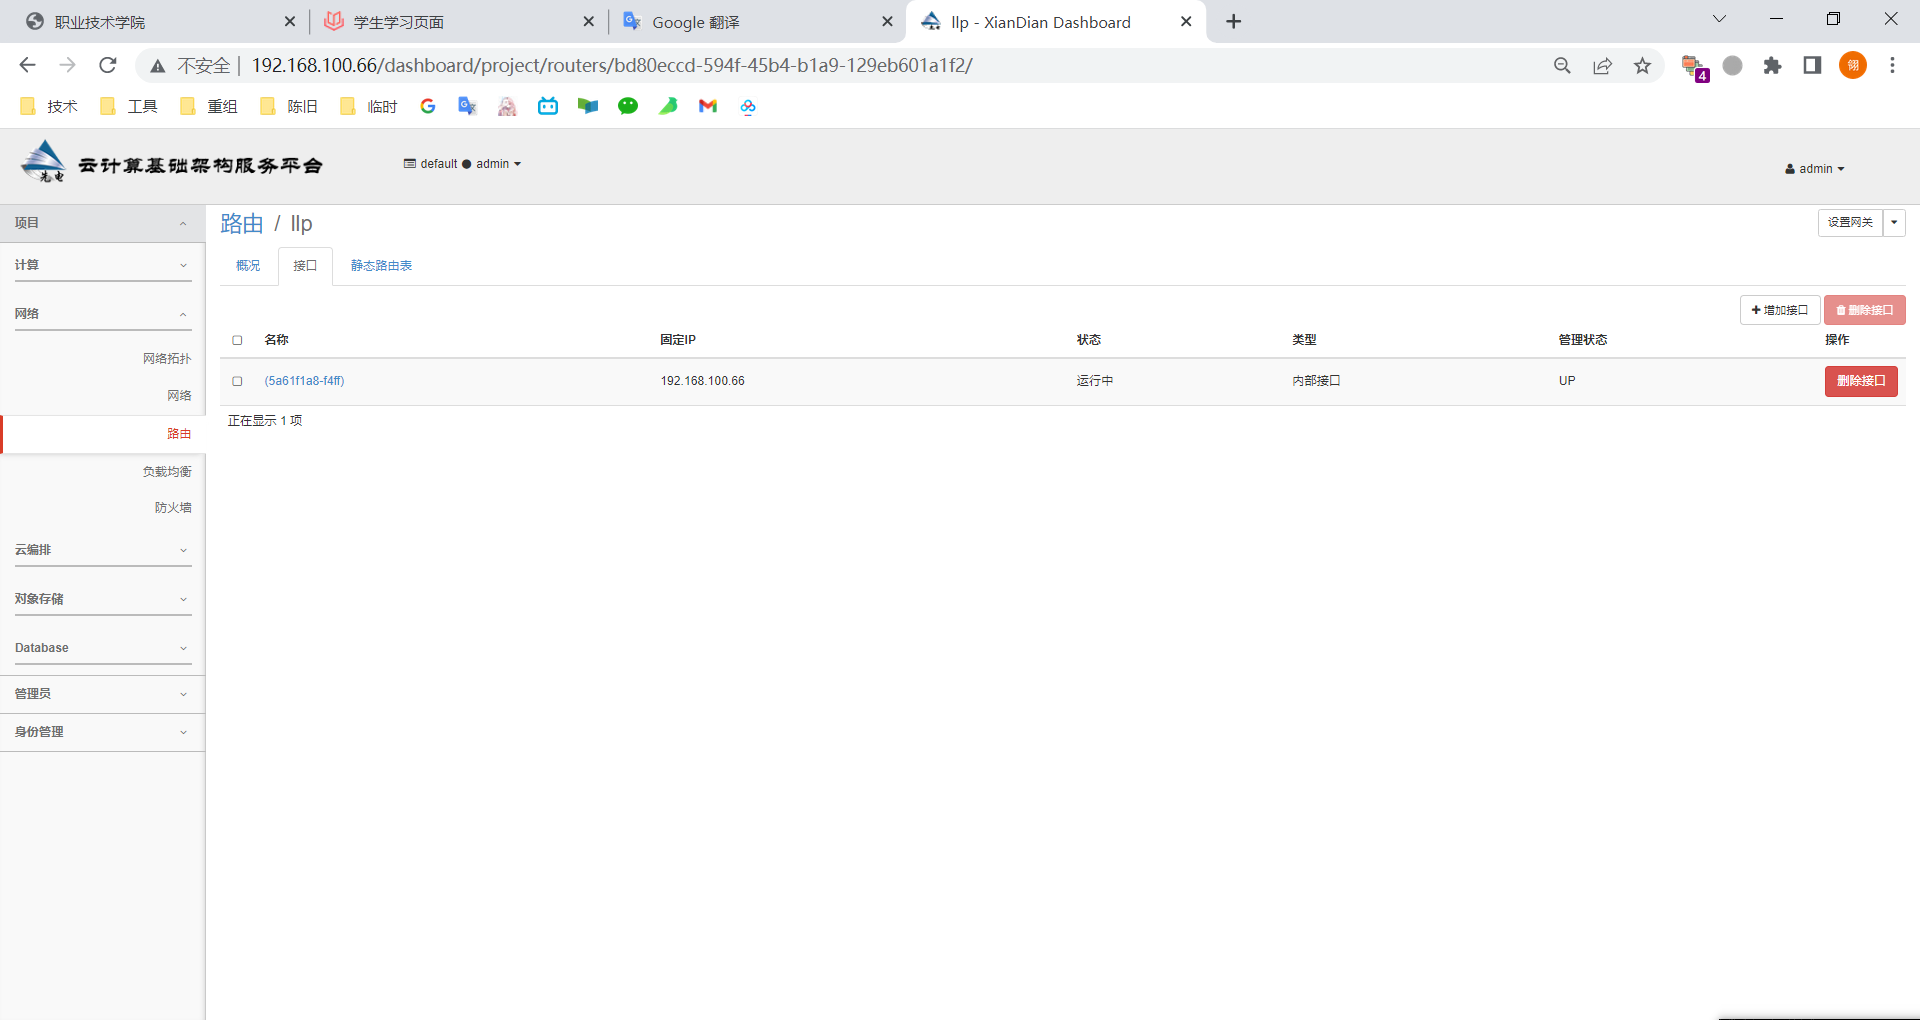 职业技术学院
学生学习页面
Google 翻译
llp - XianDian Dashboard
不安全 | 192.168.100.66/dashboard/project/routers/bd80eccd-594f-45b4-b1a9-129eb601a1f2/
4
翎
技术
工具
重组
陈旧
临时
先电
云计算基础架构服务平台
default ● admin
admin
项目
计算
网络
网络拓扑
网络
路由
负载均衡
防火墙
云编排
对象存储
Database
管理员
身份管理
路由 / llp
设置网关
概况
接口
静态路由表
+ 增加接口
删除接口
名称 固定IP 状态 类型 管理状态 操作
(5a61f1a8-f4ff) 192.168.100.66 运行中 内部接口 UP 删除接口
正在显示 1 项